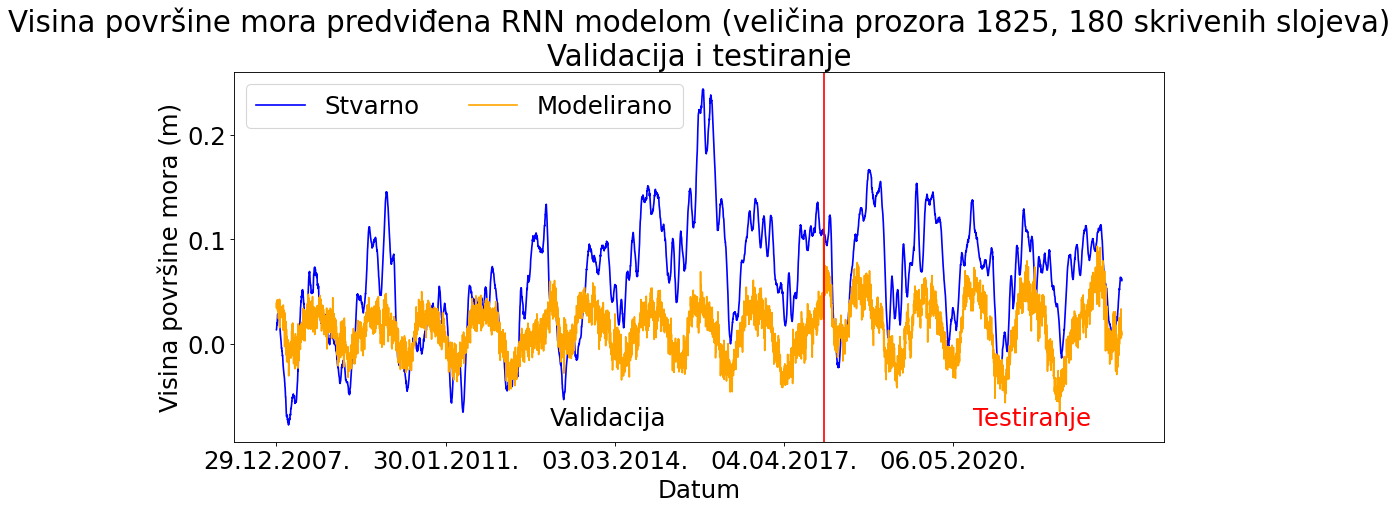 Visina površine mora predviđena RNN modelom (veličina prozora 1825, 180 skrivenih slojeva)
Validacija i testiranje
Stvarno Modelirano
Visina površine mora (m)
0.2
0.1
0.0
Validacija Testiranje
29.12.2007. 30.01.2011. 03.03.2014. 04.04.2017. 06.05.2020.
Datum